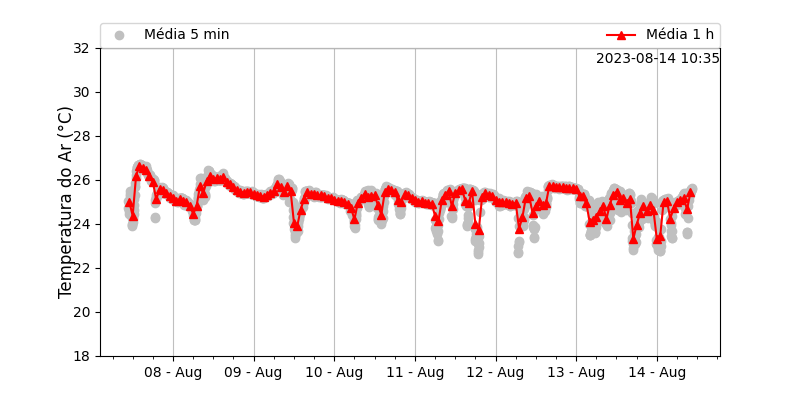 Média 5 min
Média 1 h
2023-08-14 10:35
Temperatura do Ar (°C)
32
30
28
26
24
22
20
18
08 - Aug
09 - Aug
10 - Aug
11 - Aug
12 - Aug
13 - Aug
14 - Aug